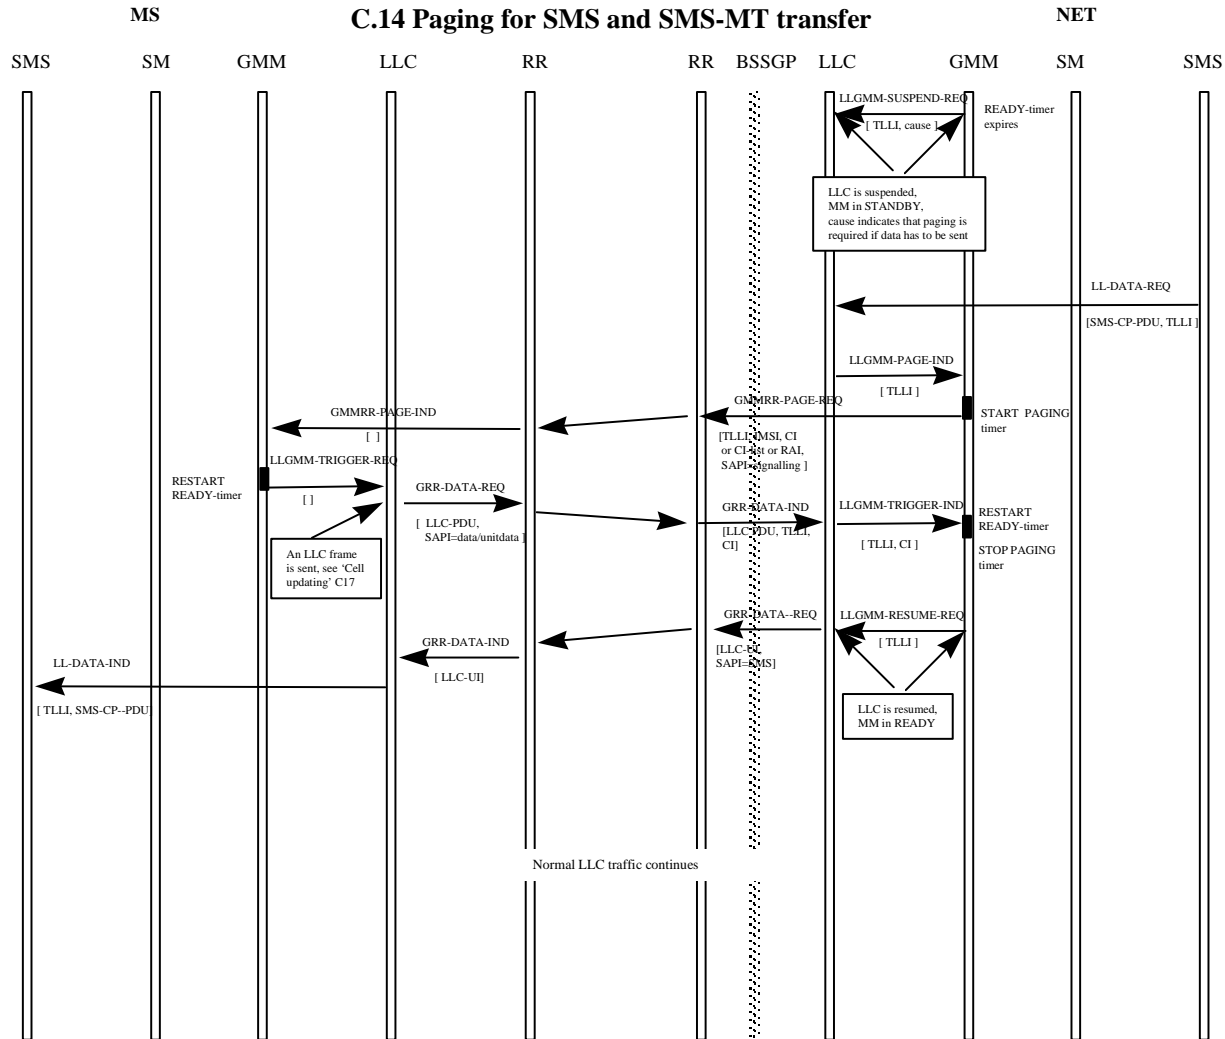 MS
C.14 Paging for SMS and SMS-MT transfer
NET
SMS SM GMM LLC RR RR BSSGP LLC GMM SM SMS
LLGMM-SUSPEND-REQ
[ TLLI, cause ]
READY-timer
expires
LLC is suspended,
MM in STANDBY,
cause indicates that paging is
required if data has to be sent
LL-DATA-REQ
[SMS-CP-PDU, TLLI ]
LLGMM-PAGE-IND
[ TLLI ]
GMMRR-PAGE-REQ
[TLLI, IMSI, CI
or CI-list or RAI,
SAPI=signalling ]
START PAGING
timer
GMMRR-PAGE-IND
[ ]
LLGMM-TRIGGER-REQ
[ ]
RESTART
READY-timer
GRR-DATA-REQ
[ LLC-PDU,
SAPI=data/unitdata ]
An LLC frame
is sent, see ‘Cell
updating’ C17
GRR-DATA-IND
[LLC-PDU, TLLI,
CI]
LLGMM-TRIGGER-IND
[ TLLI, CI ]
RESTART
READY-timer
STOP PAGING
timer
GRR-DATA--REQ
[LLC-UI,
SAPI=SMS]
LLGMM-RESUME-REQ
[ TLLI ]
GRR-DATA-IND
[ LLC-UI]
LL-DATA-IND
[ TLLI, SMS-CP--PDU]
LLC is resumed,
MM in READY
Normal LLC traffic continues